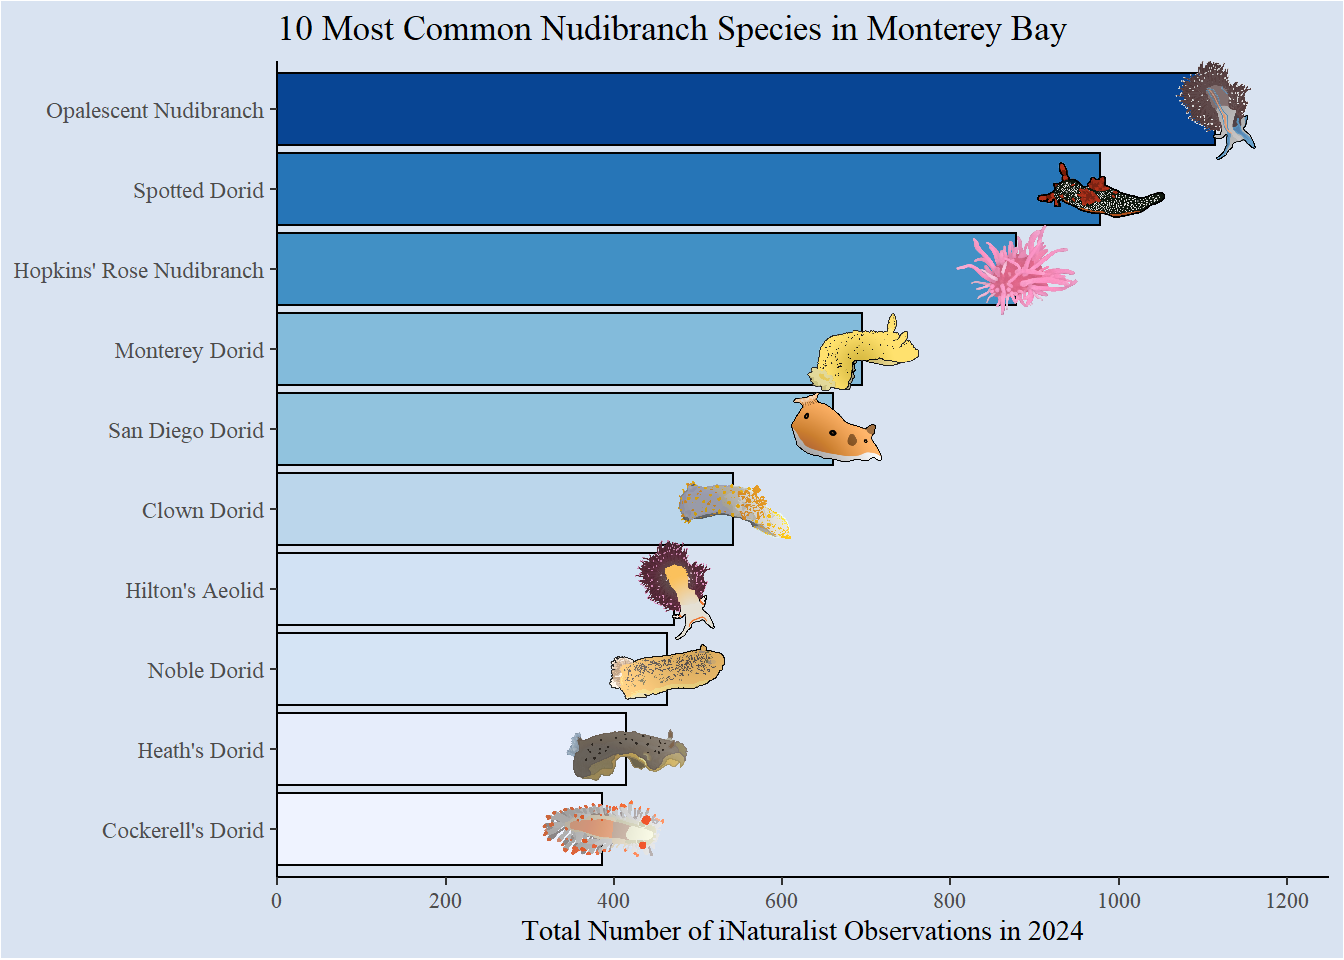 10 Most Common Nudibranch Species in Monterey Bay
Opalescent Nudibranch
Spotted Dorid
Hopkins' Rose Nudibranch
Monterey Dorid
San Diego Dorid
Clown Dorid
Hilton's Aeolid
Noble Dorid
Heath's Dorid
Cockerell's Dorid
0 200 400 600 800 1000 1200
Total Number of iNaturalist Observations in 2024